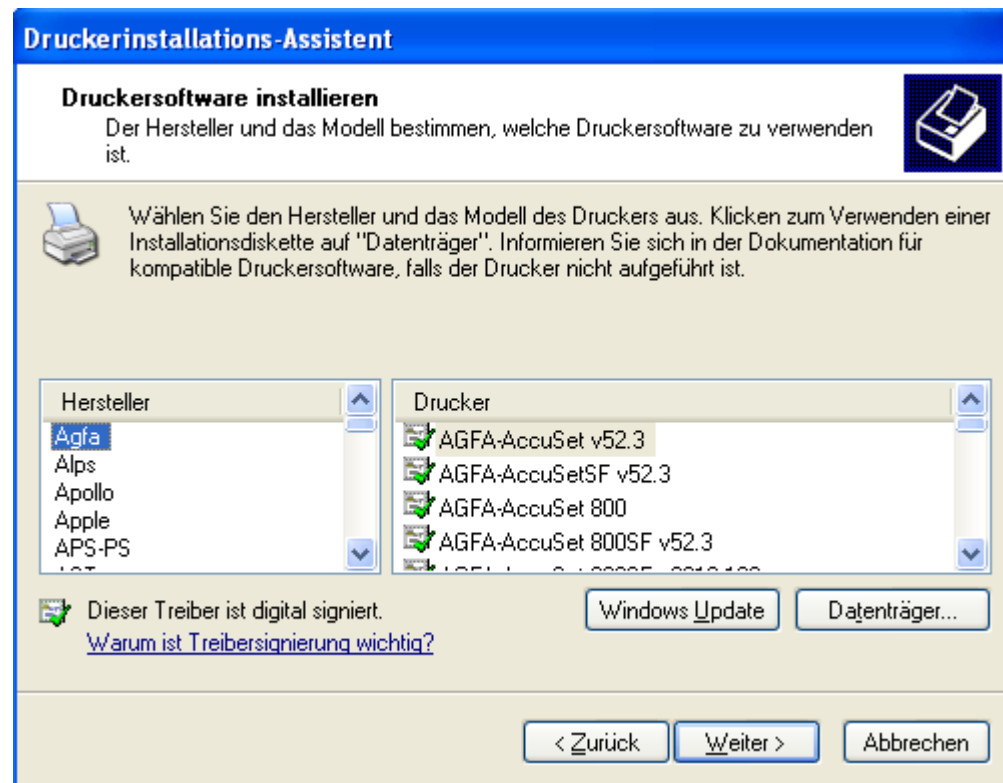 Druckerinstallations-Assistent
Druckersoftware installieren
Der Hersteller und das Modell bestimmen, welche Druckersoftware zu verwenden
ist.
Wählen Sie den Hersteller und das Modell des Druckers aus. Klicken zum Verwenden einer
Installationsdiskette auf "Datenträger". Informieren Sie sich in der Dokumentation für
kompatible Druckersoftware, falls der Drucker nicht aufgeführt ist.
Hersteller
Agfa
Alps
Apollo
Apple
APS-PS
Drucker
AGFA-AccuSet v52.3
AGFA-AccuSetSF v52.3
AGFA-AccuSet 800
AGFA-AccuSet 800SF v52.3
Dieser Treiber ist digital signiert.
Warum ist Treibersignierung wichtig?
Windows Update
Datenträger...
< Zurück
Weiter >
Abbrechen